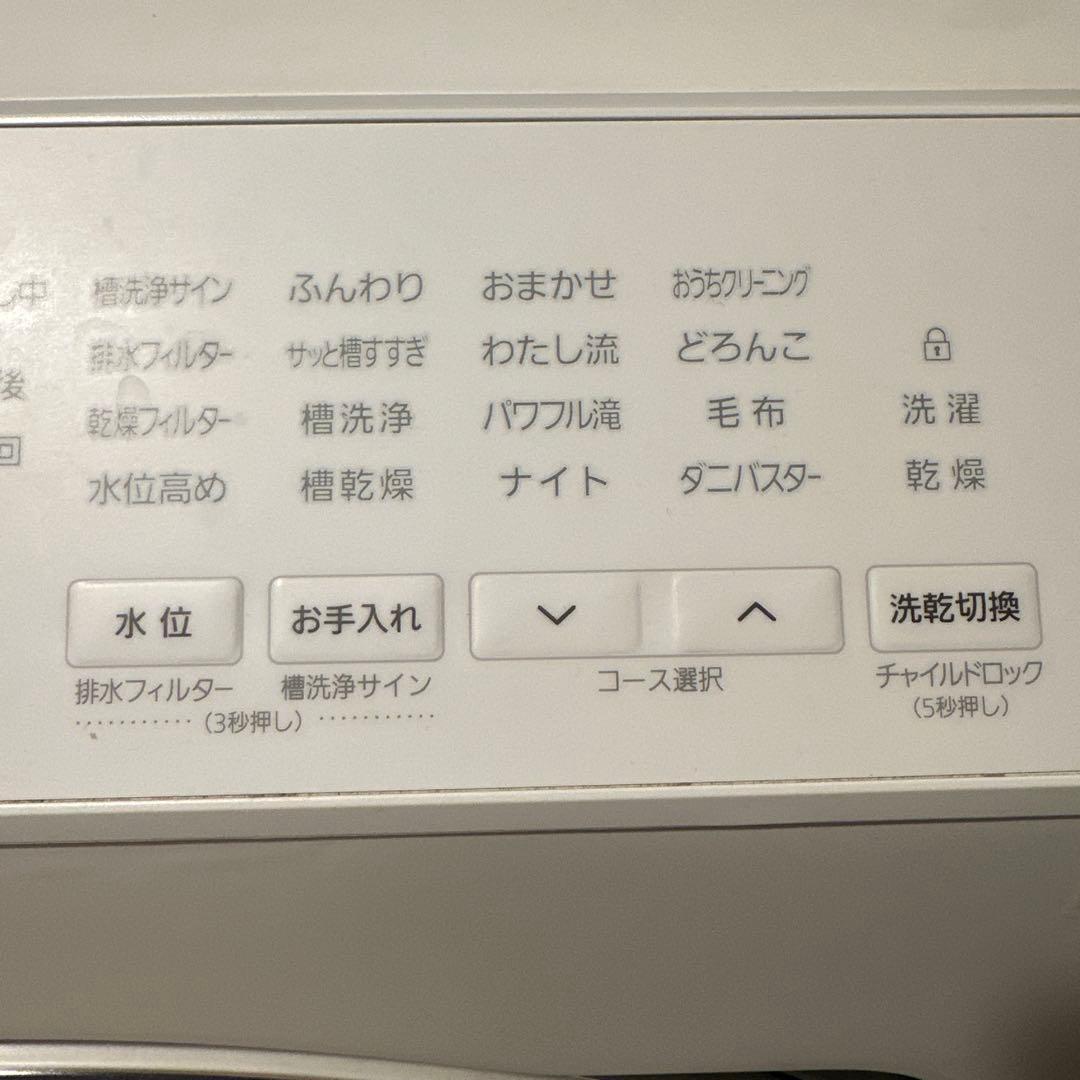 中 槽洗浄サイン ふんわり おまかせ おうちクリーニング
排水フィルター サッと槽すすぎ わたし流 どろんこ
後 乾燥フィルター 槽洗浄 パワフル滝 毛布 洗濯
回 水位高め 槽乾燥 ナイト ダニバスター 乾燥
水位 お手入れ 洗乾切換
排水フィルター 槽洗浄サイン コース選択 チャイルドロック
(3秒押し) (5秒押し)